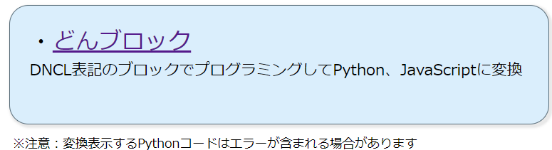 ・どんブロック
DNCL表記のブロックでプログラミングしてPython、JavaScriptに変換
※注意：変換表示するPythonコードはエラーが含まれる場合があります